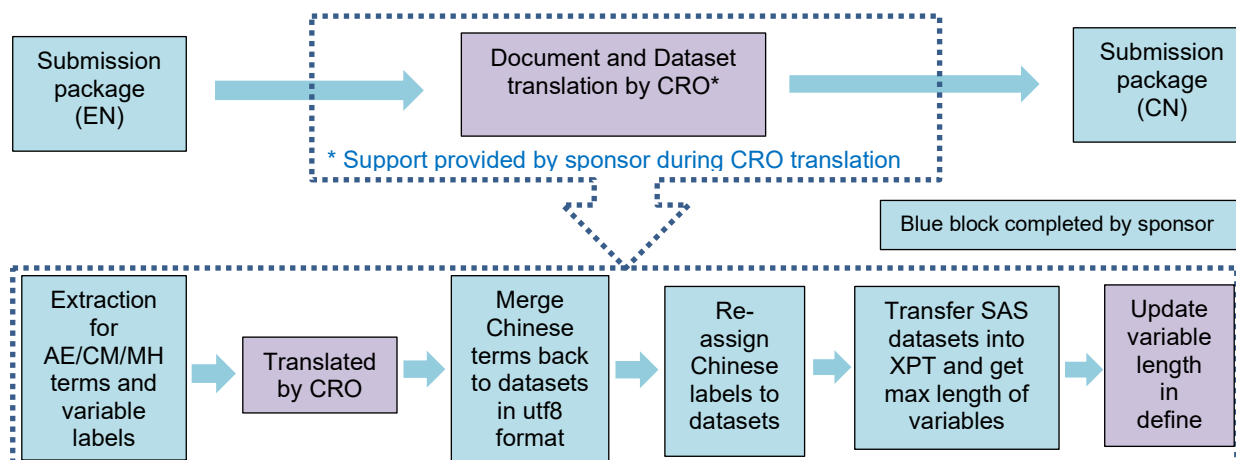 Submission
package
(EN)
Document and Dataset
translation by CRO*
Submission
package
(CN)
* Support provided by sponsor during CRO translation
Blue block completed by sponsor
Extraction
for
AE/CM/MH
terms and
variable
labels
Translated
by CRO
Merge
Chinese
terms back
to datasets
in utf8
format
Re-
assign
Chinese
labels to
datasets
Transfer SAS
datasets into
XPT and get
max length of
variables
Update
variable
length in
define